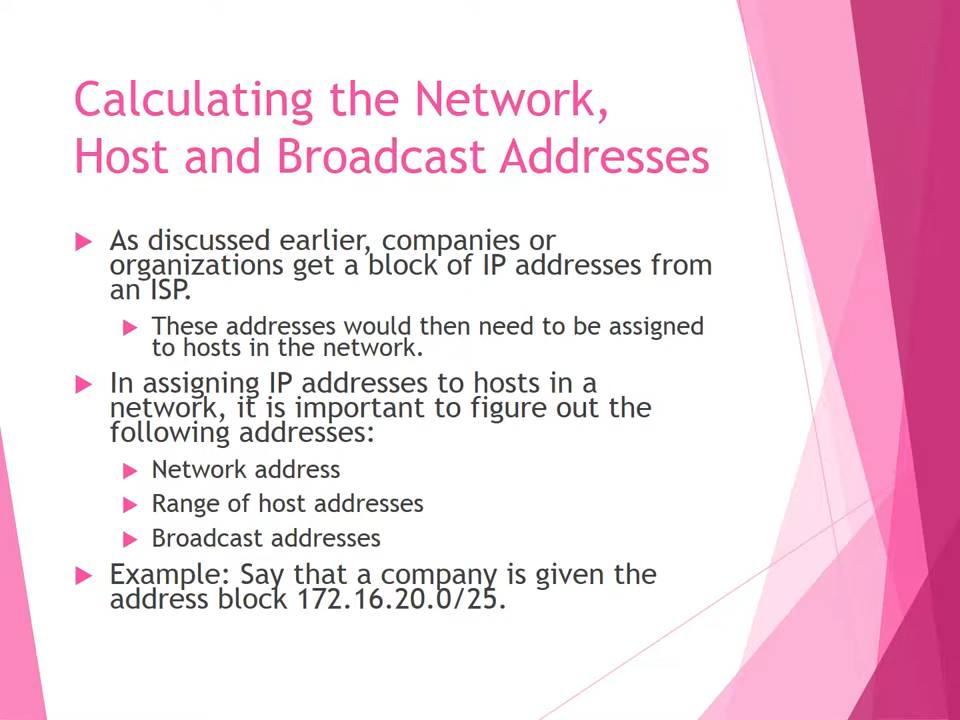 Calculating the Network,
Host and Broadcast Addresses
As discussed earlier, companies or
organizations get a block of IP addresses from
an ISP.
These addresses would then need to be assigned
to hosts in the network.
In assigning IP addresses to hosts in a
network, it is important to figure out the
following addresses:
Network address
Range of host addresses
Broadcast addresses
Example: Say that a company is given the
address block 172.16.20.0/25.